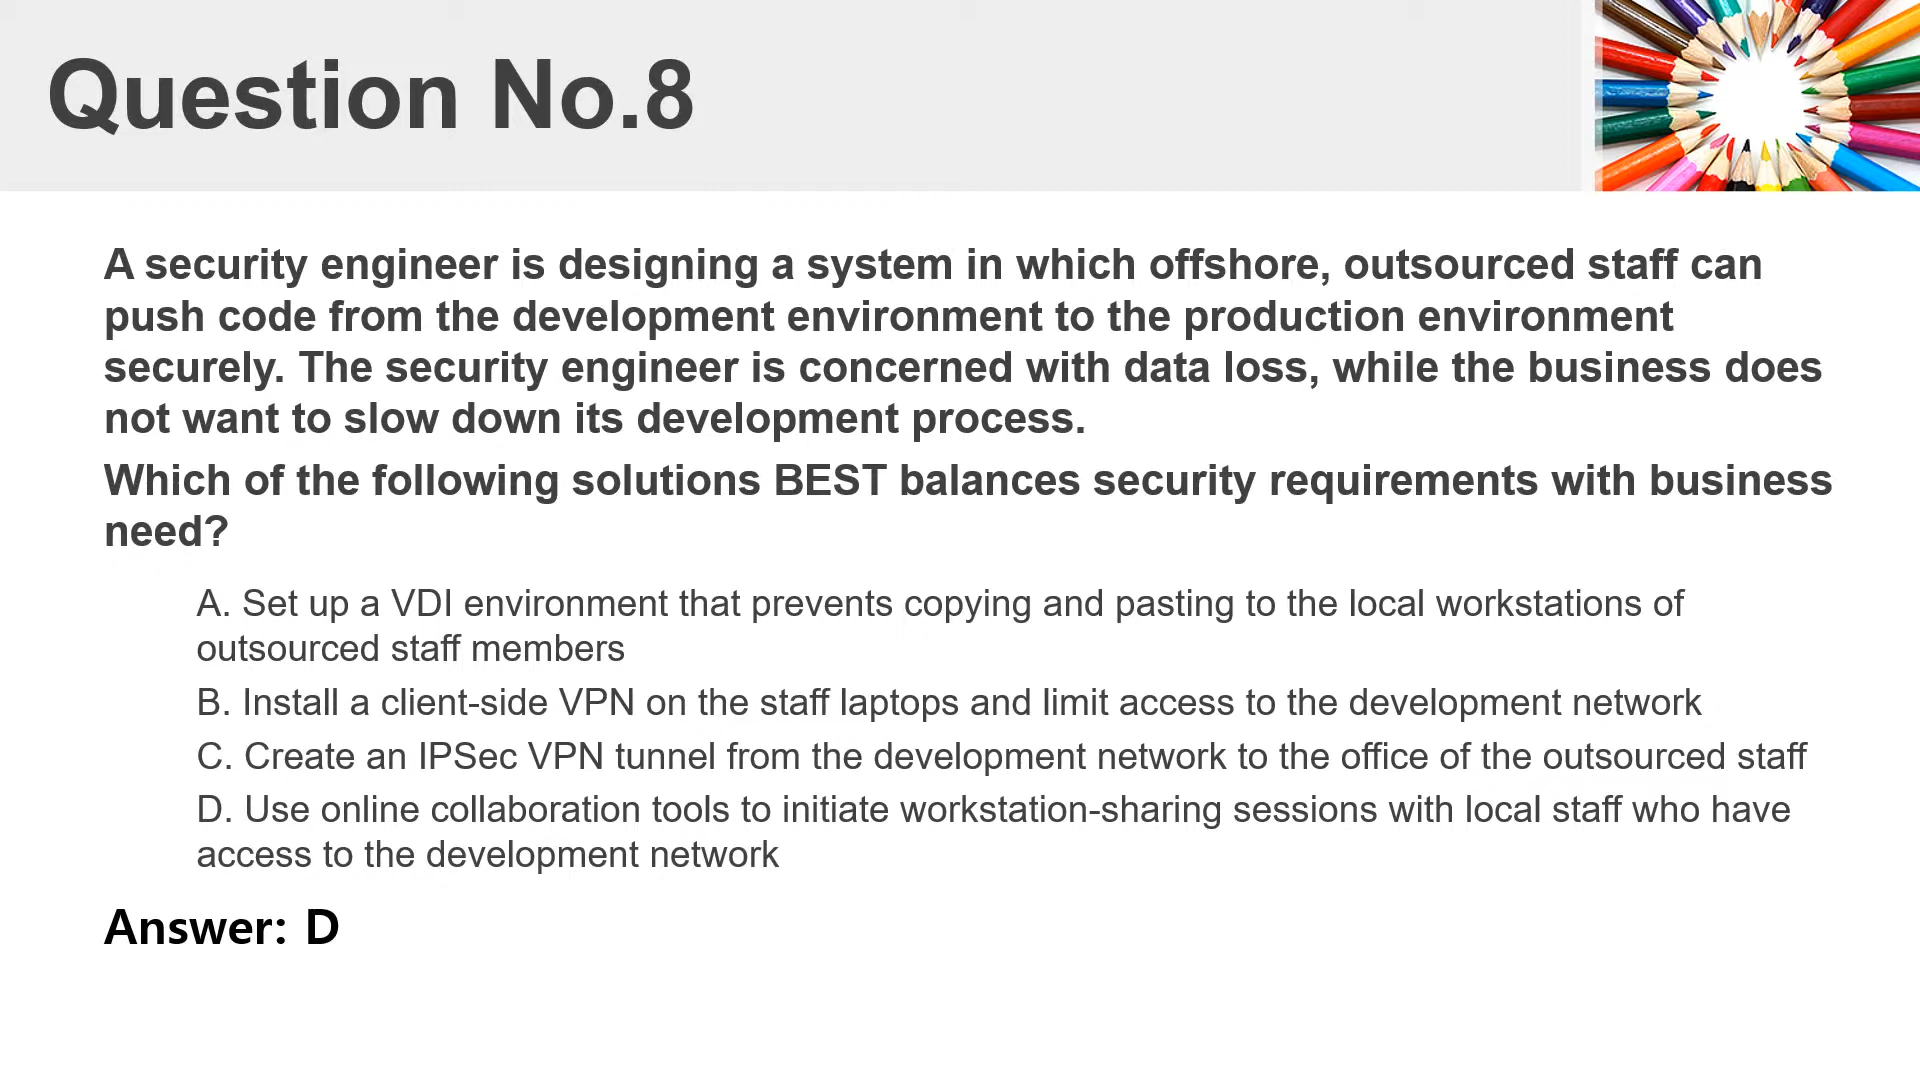 Question No.8
A security engineer is designing a system in which offshore, outsourced staff can
push code from the development environment to the production environment
securely. The security engineer is concerned with data loss, while the business does
not want to slow down its development process.
Which of the following solutions BEST balances security requirements with business
need?
A. Set up a VDI environment that prevents copying and pasting to the local workstations of
outsourced staff members
B. Install a client-side VPN on the staff laptops and limit access to the development network
C. Create an IPSec VPN tunnel from the development network to the office of the outsourced staff
D. Use online collaboration tools to initiate workstation-sharing sessions with local staff who have
access to the development network
Answer: D